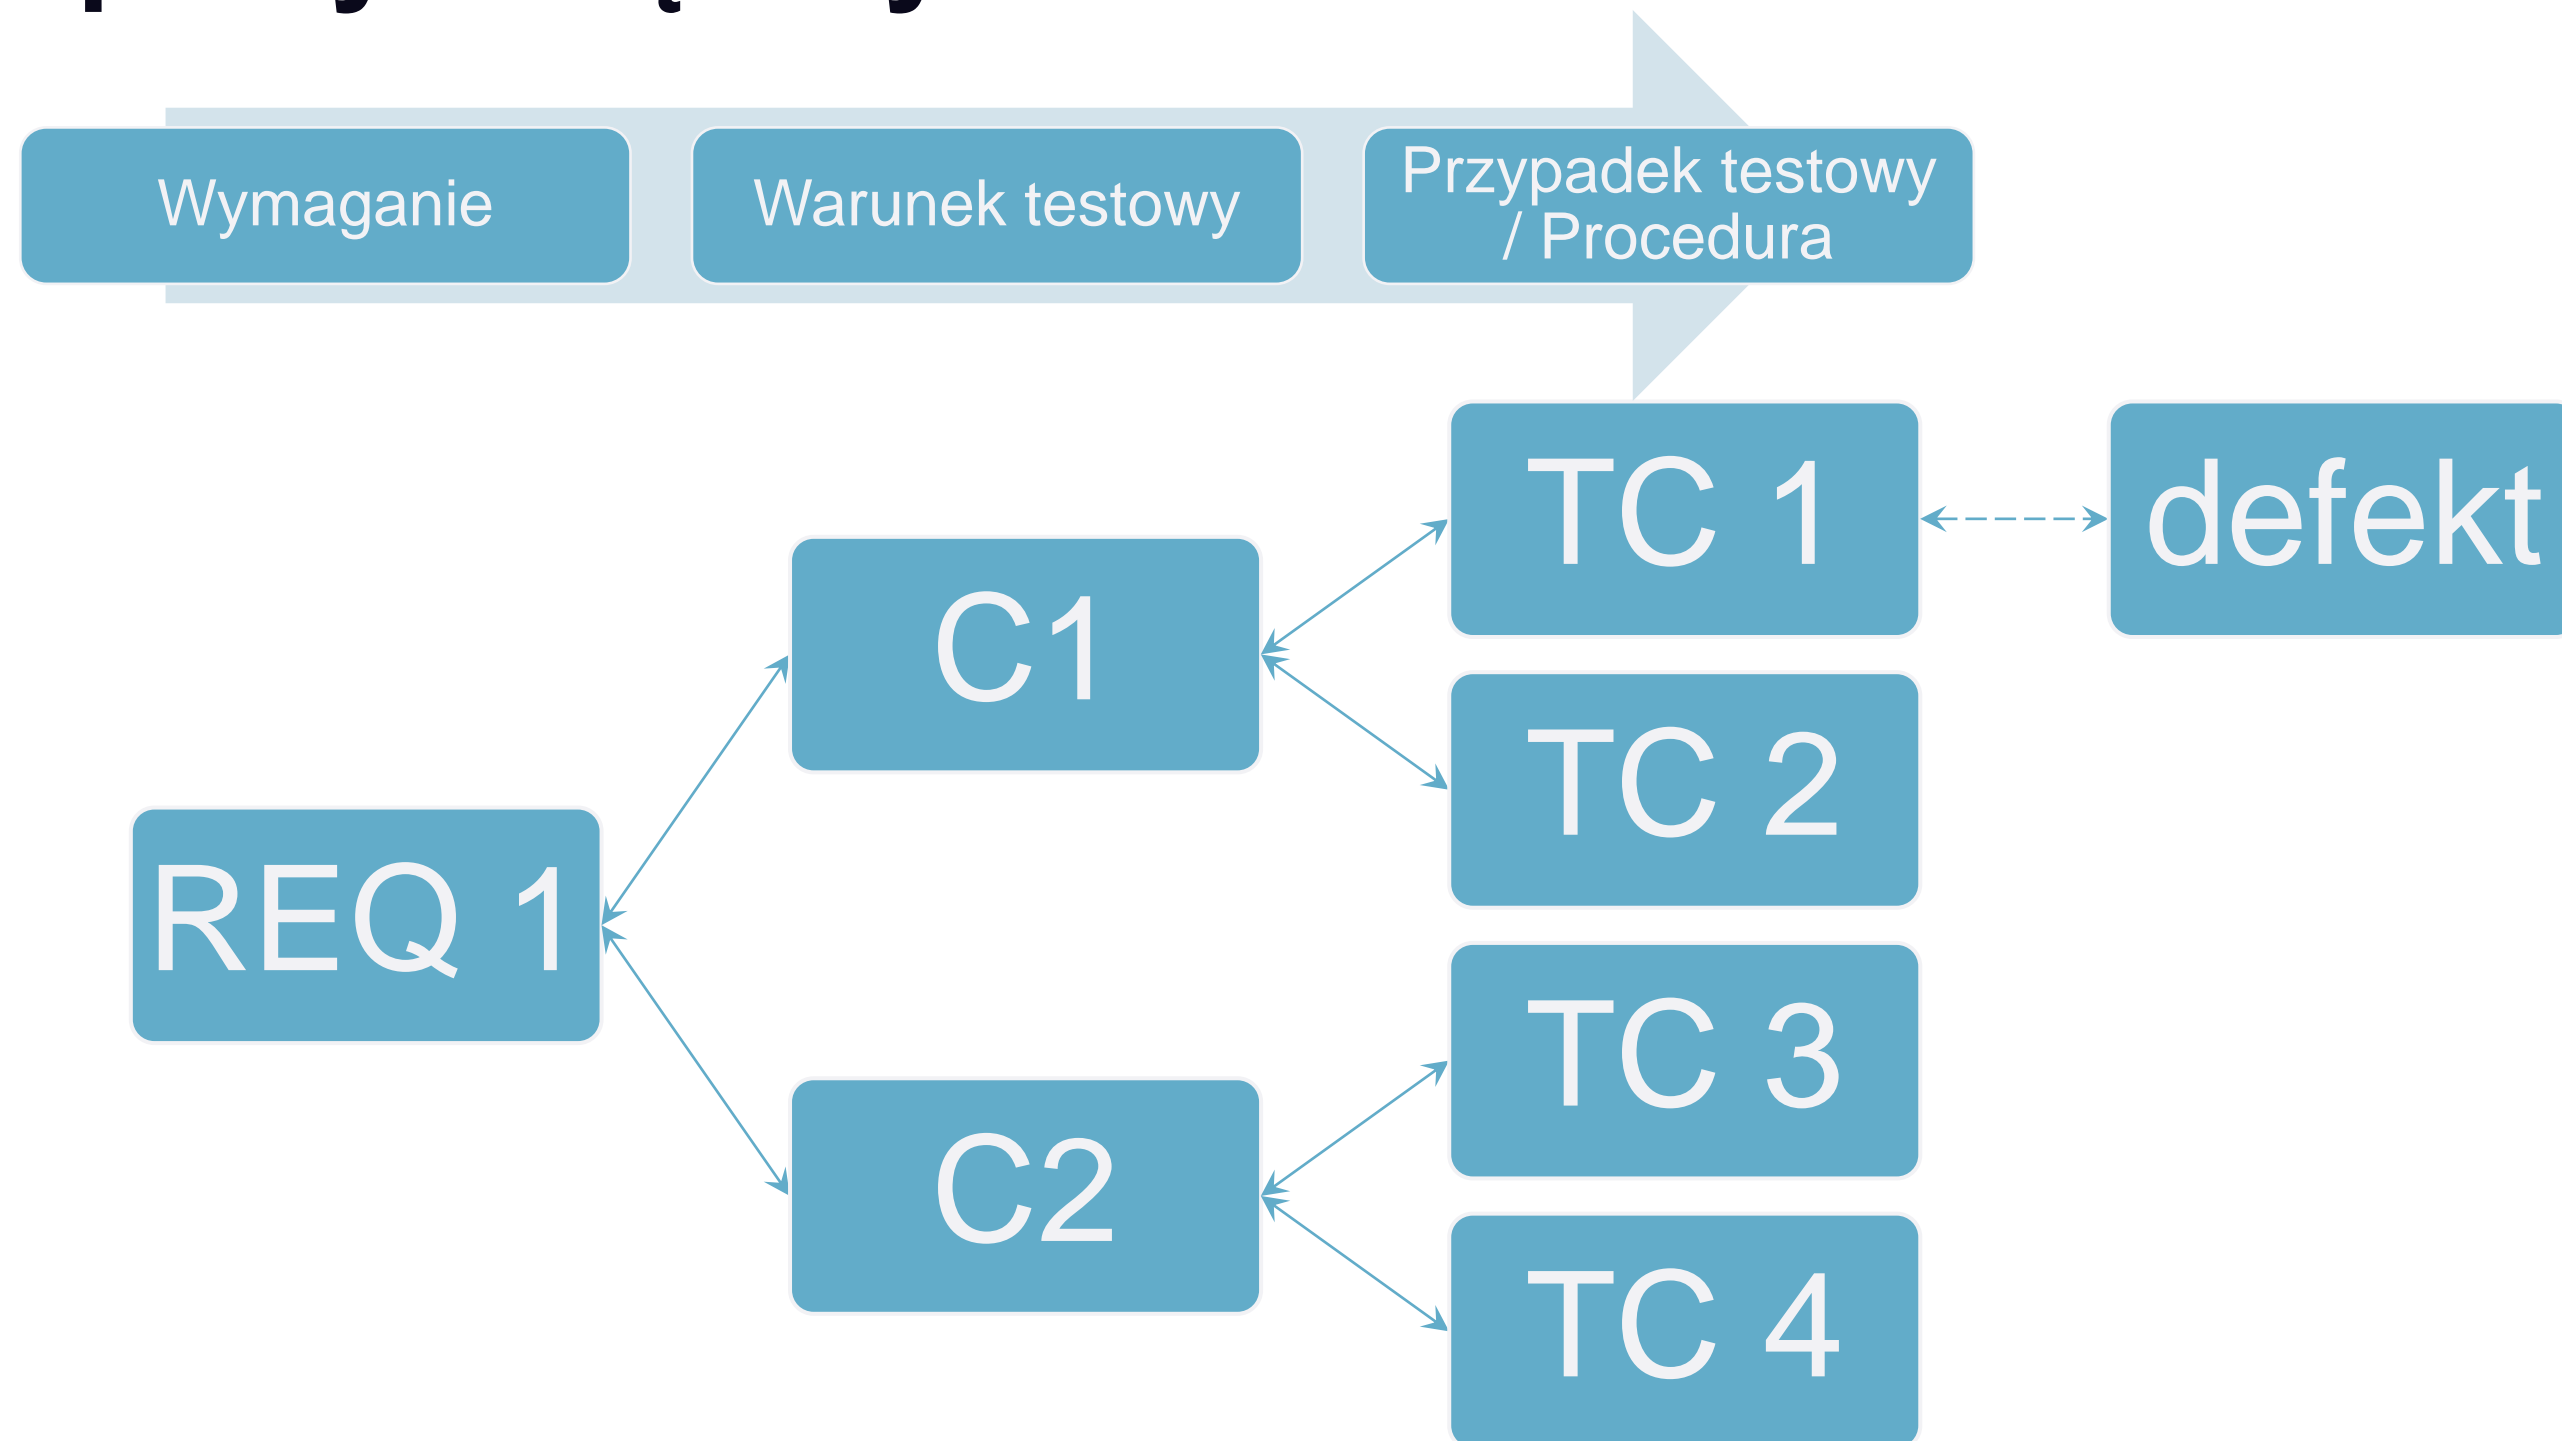 Wymaganie
Warunek testowy
Przypadek testowy
/ Procedura
TC 1
defekt
C1
TC 2
REQ 1
TC 3
C2
TC 4